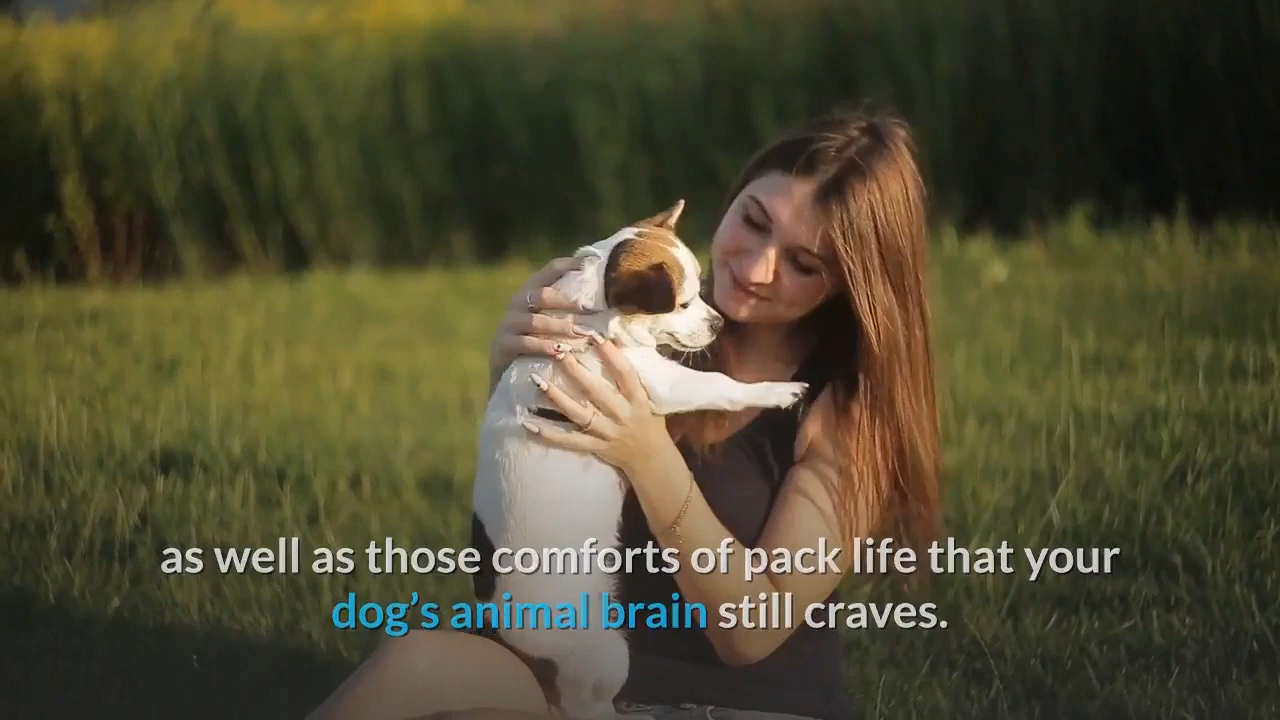 as well as those comforts of pack life that your
dog’s animal brain still craves.